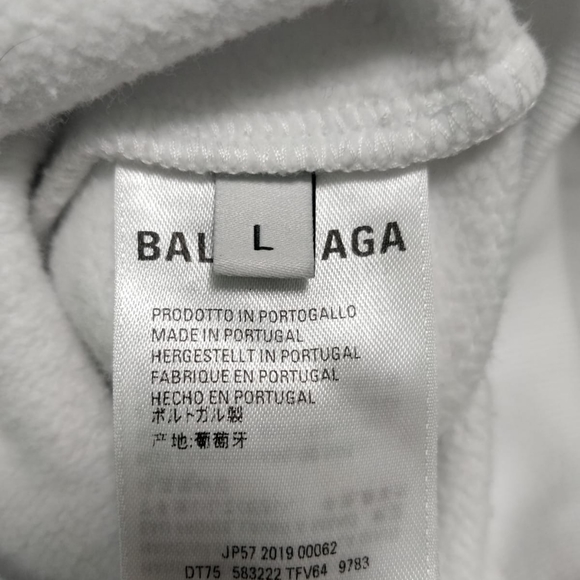 BAL AGA
L
PRODOTTO IN PORTOGALLO
MADE IN PORTUGAL
HERGESTELLT IN PORTUGAL
FABRIQUE EN PORTUGAL
HECHO EN PORTUGAL
ポルトガル製
产地:葡萄牙
JP57 2019 00062
DT75 583222 TFV64 9783